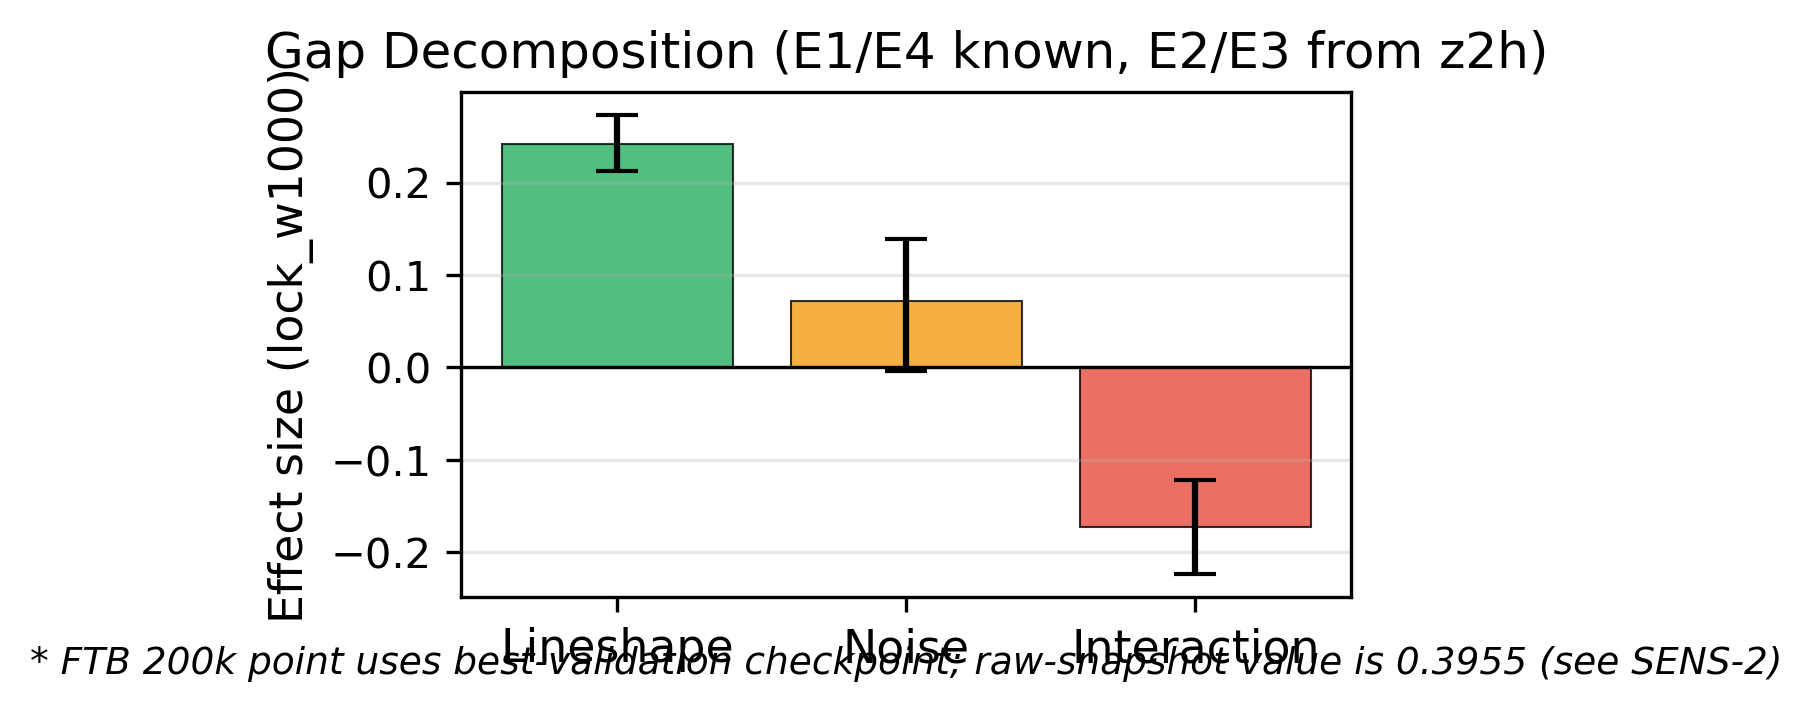 Gap Decomposition (E1/E4 known, E2/E3 from z2h)
Effect size (lock_w1000)
0.2
0.1
0.0
−0.1
−0.2
Lineshape
Noise
Interaction
* FTB 200k point uses best-validation checkpoint; raw-snapshot value is 0.3955 (see SENS-2)